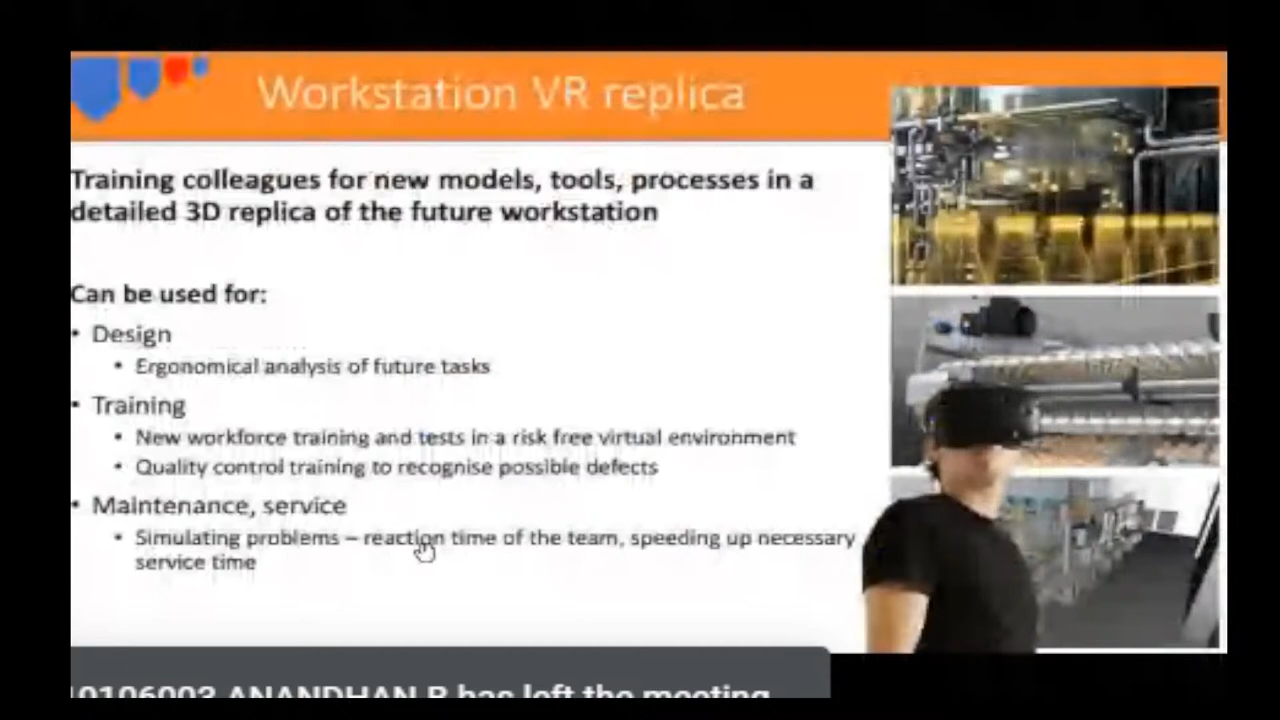 Workstation VR replica
Training colleagues for new models, tools, processes in a
detailed 3D replica of the future workstation
Can be used for:
• Design
• Ergonomical analysis of future tasks
• Training
• New workforce training and tests in a risk free virtual environment
• Quality control training to recognise possible defects
• Maintenance, service
• Simulating problems – reaction time of the team, speeding up necessary
service time
10106003 ANANDHAN B has left the meeting